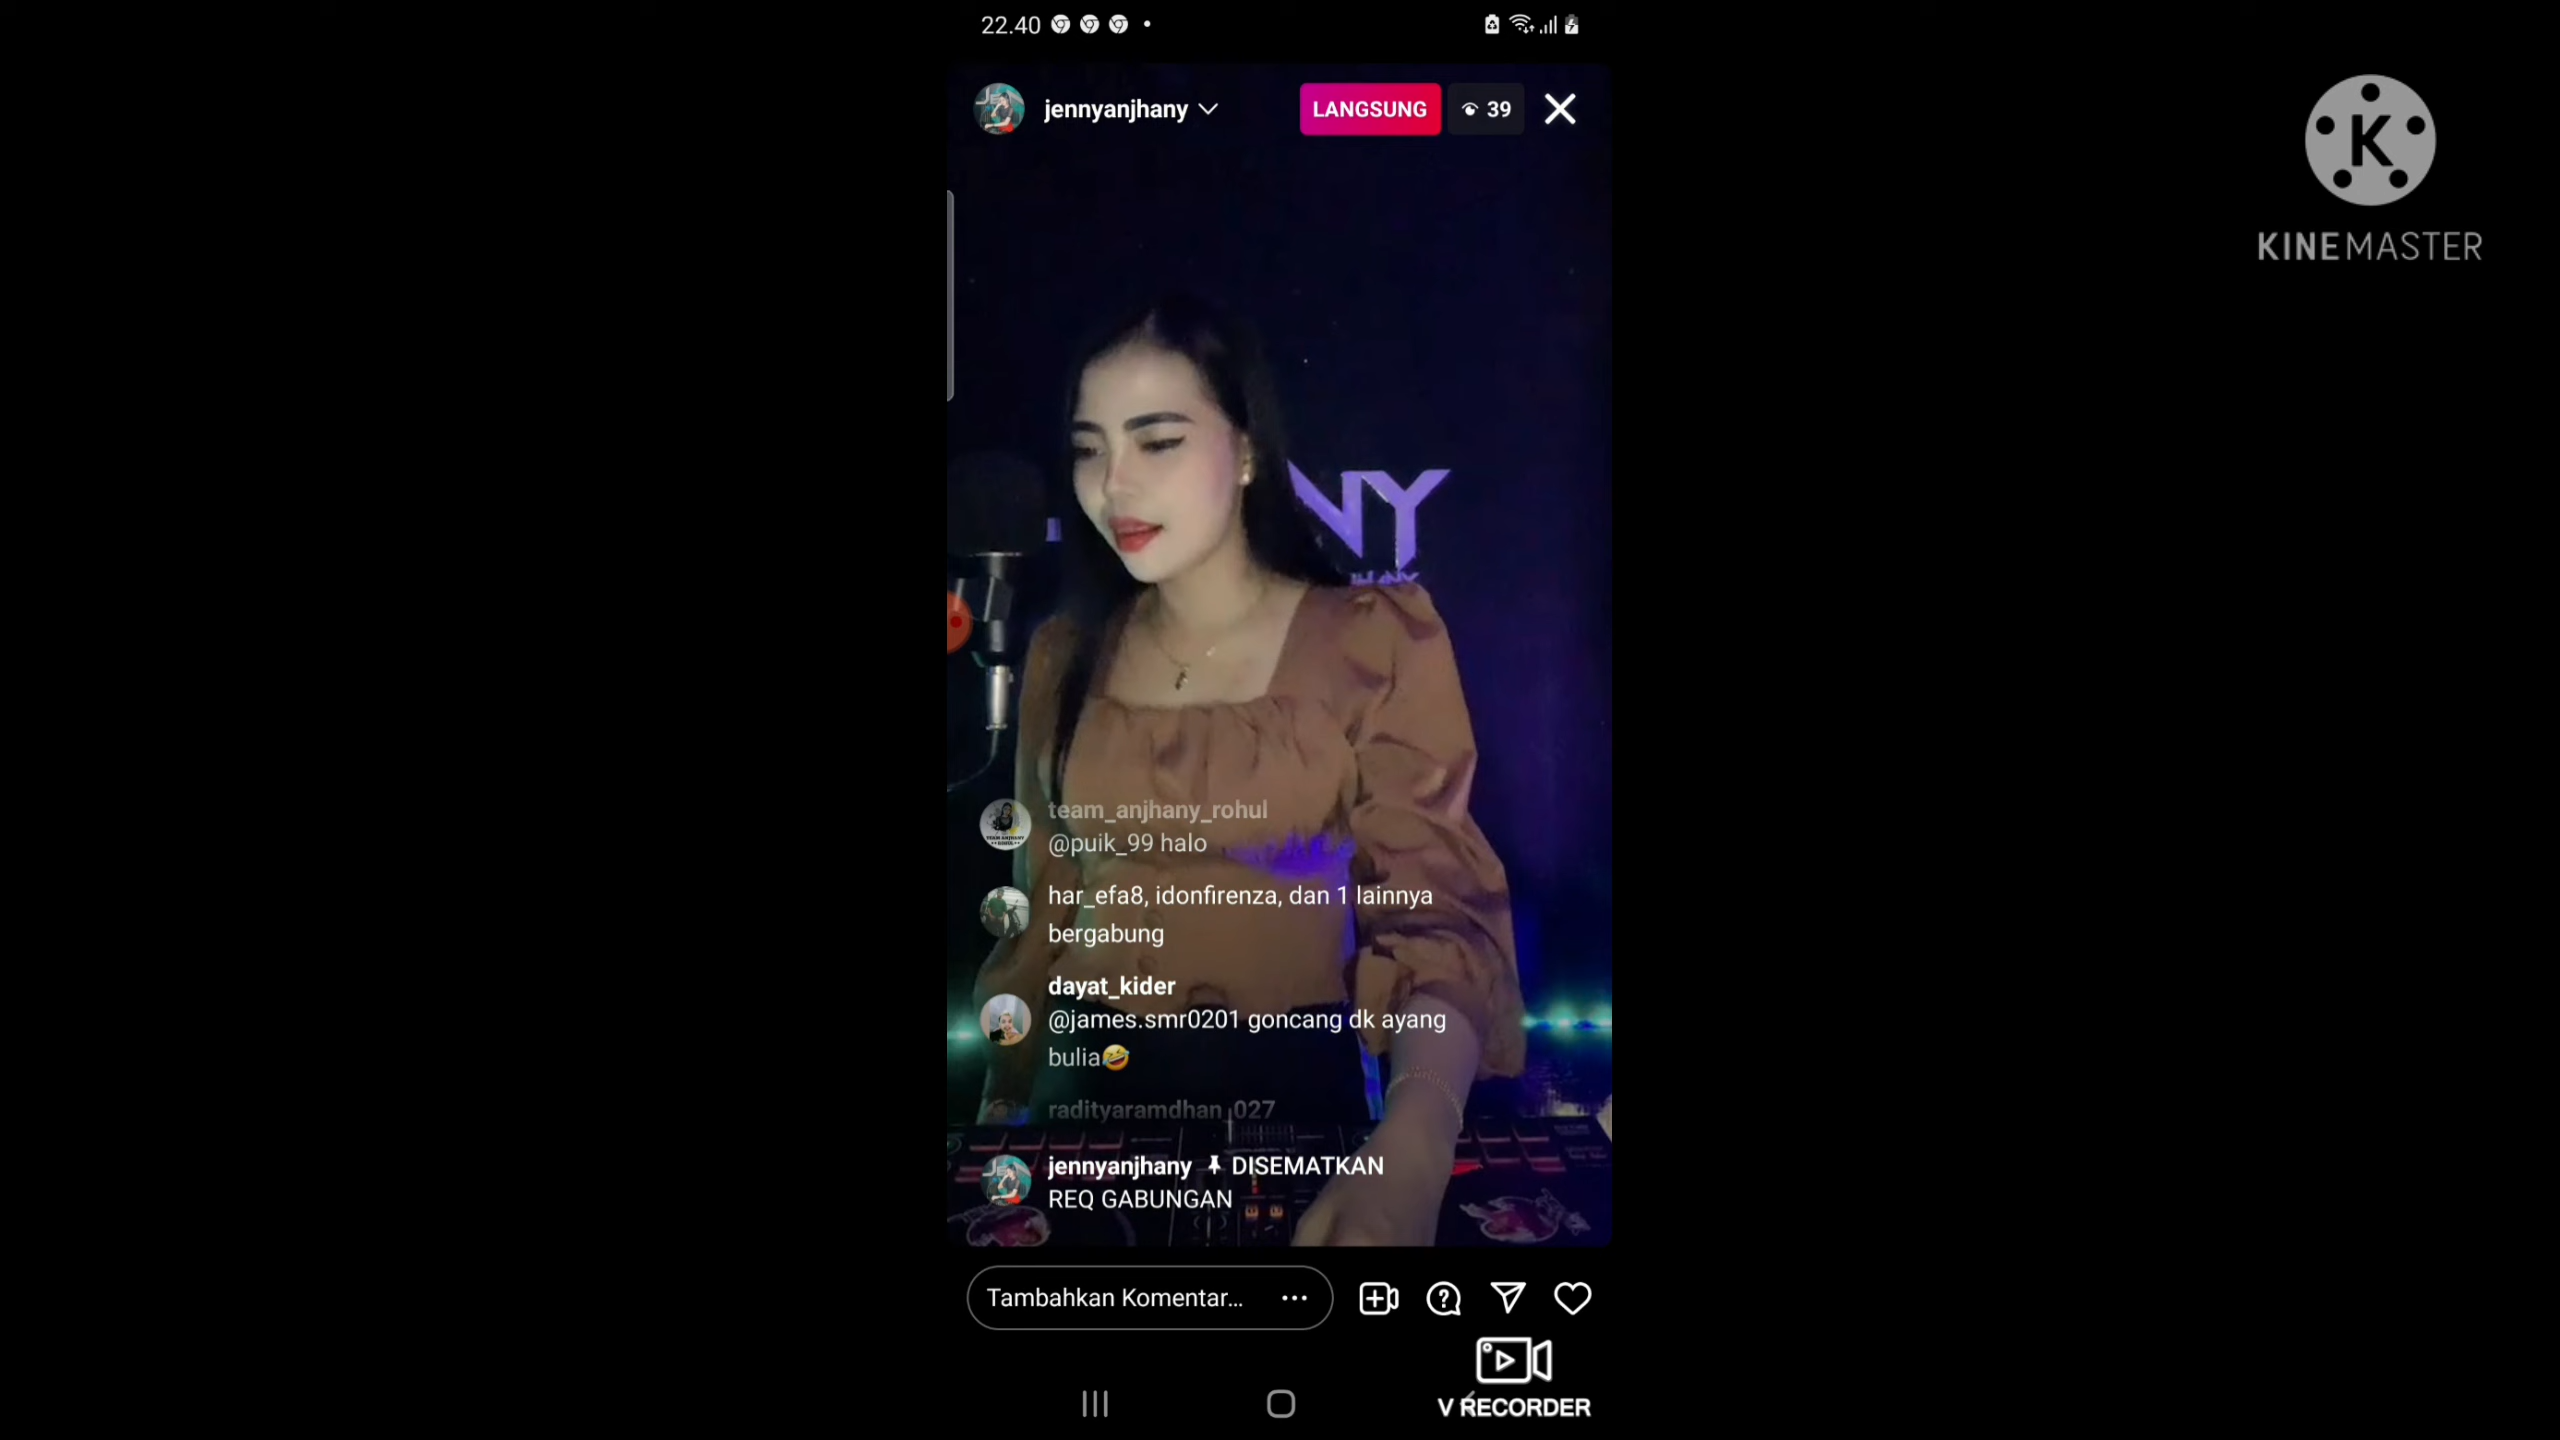 22.40
jennyanjhany
LANGSUNG
39
KINEMASTER
NY
team_anjhany_rohul
@puik_99 halo
har_efa8, idonfirenza, dan 1 lainnya
bergabung
dayat_kider
@james.smr0201 goncang dk ayang
bulia🤣
radityaramdhan_027
jennyanjhany DISEMATKAN
REQ GABUNGAN
Tambahkan Komentar...
V RECORDER